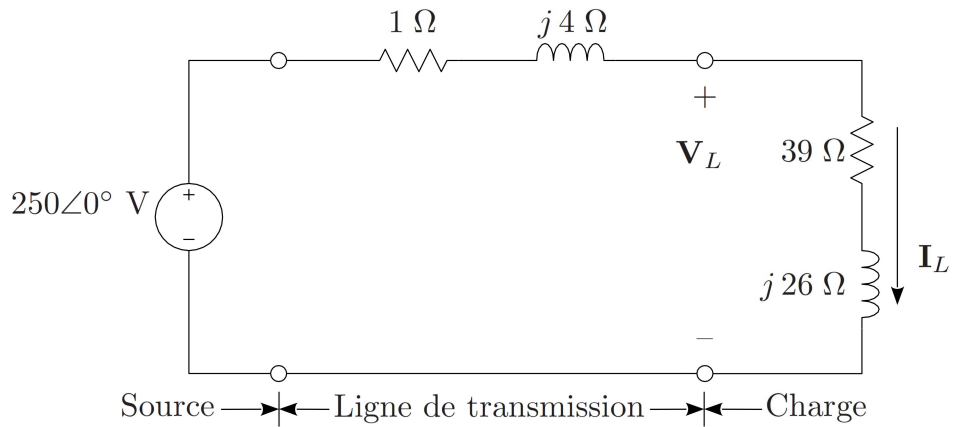 1 Ω
j 4 Ω
+
V_L
39 Ω
250∠0° V
+
−
I_L
j 26 Ω
−
Source
Ligne de transmission
Charge